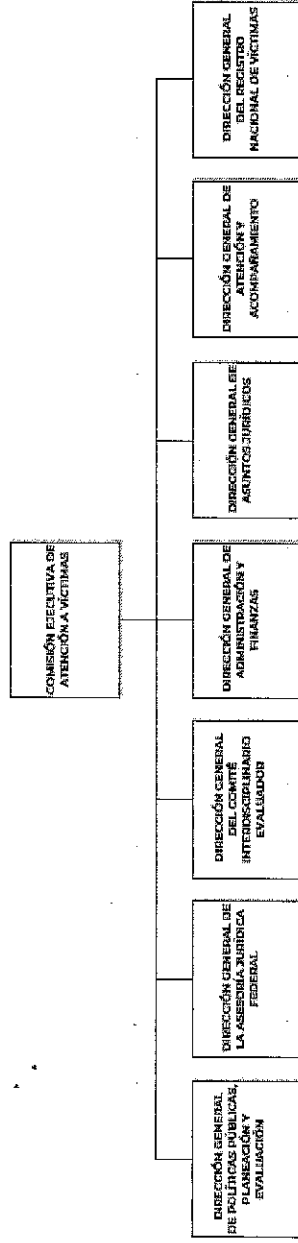 COMISIÓN EJECUTIVA DE
ATENCIÓN A VÍCTIMAS
DIRECCIÓN GENERAL
DE POLÍTICAS PÚBLICAS,
PLANEACIÓN Y
EVALUACIÓN
DIRECCIÓN GENERAL DE
LA ASESORÍA JURÍDICA
FEDERAL
DIRECCIÓN GENERAL
DEL COMITÉ
INTERDISCIPLINARIO
EVALUADOR
DIRECCIÓN GENERAL DE
ADMINISTRACIÓN Y
FINANZAS
DIRECCIÓN GENERAL DE
ASUNTOS JURÍDICOS
DIRECCIÓN GENERAL DE
ATENCIÓN Y
ACOMPAÑAMIENTO
DIRECCIÓN GENERAL
DEL REGISTRO
NACIONAL DE VÍCTIMAS